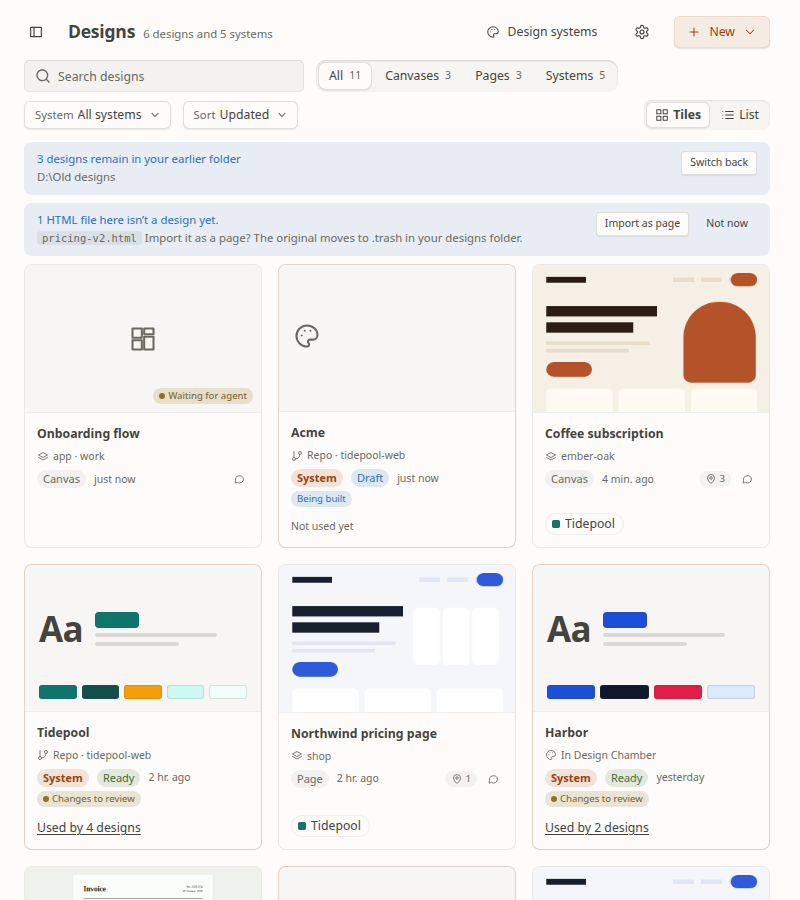 Designs 6 designs and 5 systems
Design systems
New
Search designs
All 11
Canvases 3
Pages 3
Systems 5
System All systems
Sort Updated
Tiles
List
3 designs remain in your earlier folder
D:\Old designs
Switch back
1 HTML file here isn't a design yet.
pricing-v2.html Import it as a page? The original moves to .trash in your designs folder.
Import as page
Not now
Waiting for agent
Onboarding flow
app · work
Canvas just now
Acme
Repo · tidepool-web
System Draft just now
Being built
Not used yet
Coffee subscription
ember-oak
Canvas 4 min. ago 3
Tidepool
Aa
Tidepool
Repo · tidepool-web
System Ready 2 hr. ago
Changes to review
Used by 4 designs
Northwind pricing page
shop
Page 2 hr. ago 1
Tidepool
Aa
Harbor
In Design Chamber
System Ready yesterday
Changes to review
Used by 2 designs
Invoice